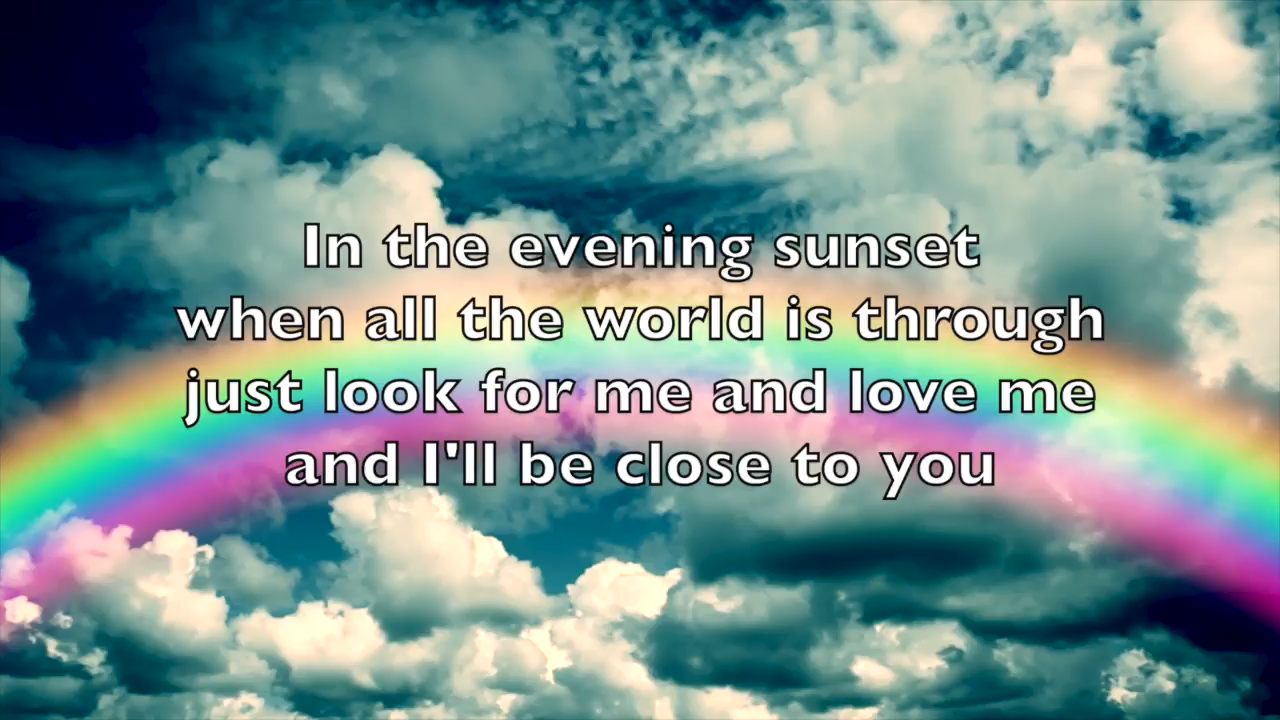 In the evening sunset
when all the world is through
just look for me and love me
and I'll be close to you